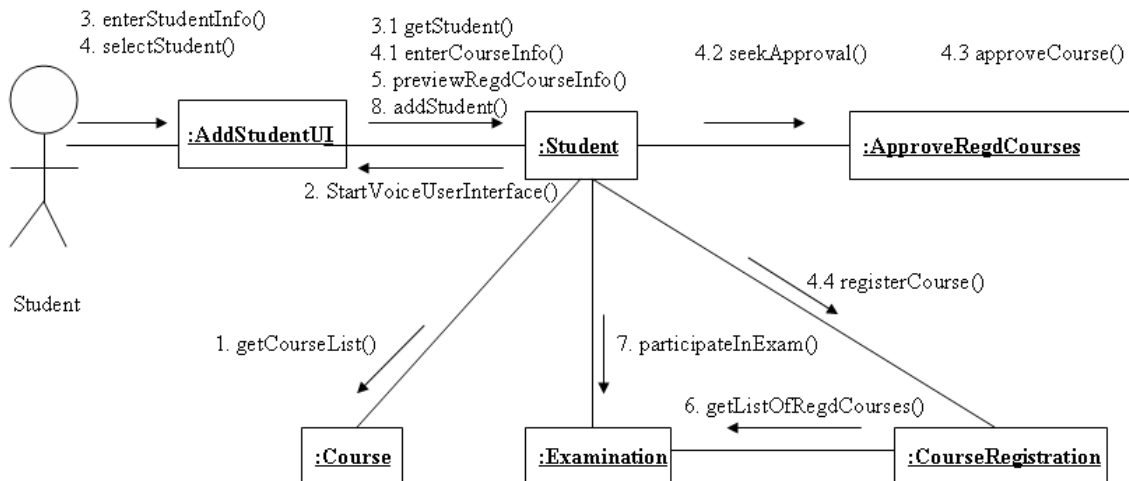 3. enterStudentInfo()
4. selectStudent()
3.1 getStudent()
4.1 enterCourseInfo()
5. previewRegdCourseInfo()
8. addStudent()
4.2 seekApproval()
4.3 approveCourse()
:AddStudentUI
:Student
:ApproveRegdCourses
2. StartVoiceUserInterface()
Student
4.4 registerCourse()
1. getCourseList()
7. participateInExam()
6. getListOfRegdCourses()
:Course
:Examination
:CourseRegistration